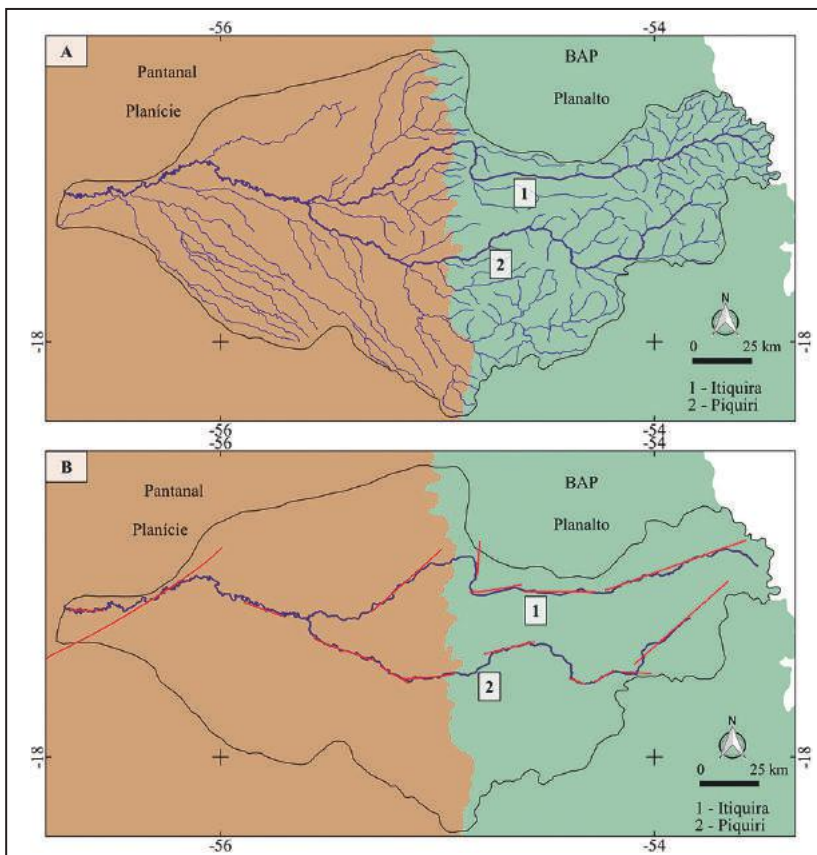 -56
-54
A
Pantanal
Planície
BAP
Planalto
1
2
N
-18
-18
0 25 km
1 - Itiquira
2 - Piquiri
-56
-54
-56
-54
B
Pantanal
Planície
BAP
Planalto
1
2
N
-18
-18
0 25 km
1 - Itiquira
2 - Piquiri
-56
-54